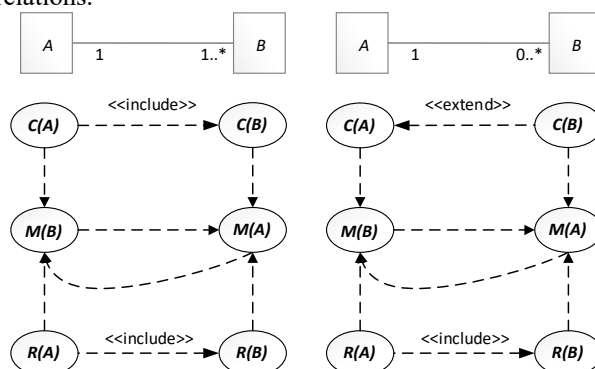 relations.
A B A B
1 1..* 1 0..*
<<include>> <<extend>>
C(A) C(B) C(A) C(B)
M(B) M(A) M(B) M(A)
<<include>> <<include>>
R(A) R(B) R(A) R(B)